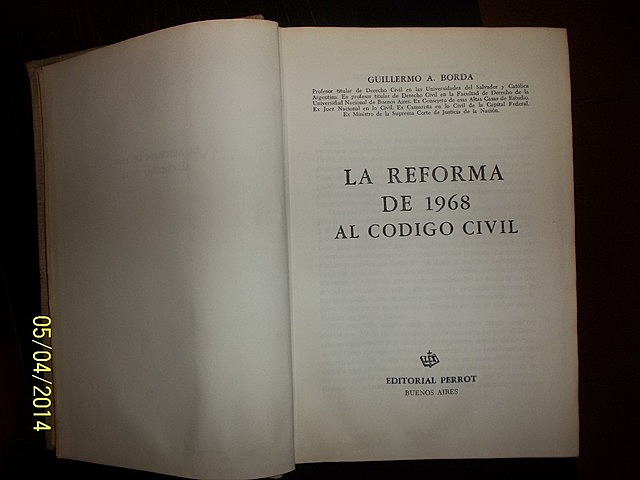 GUILLERMO A. BORDA
Profesor titular de Derecho Civil en las Universidades del Salvador y Católica
Argentina. Ex profesor titular de Derecho Civil en la Facultad de Derecho de la
Universidad Nacional de Buenos Aires. Ex Consejero de esas Altas Casas de Estudio.
Ex Juez Nacional en lo Civil. Ex Camarista en lo Civil de la Capital Federal.
Ex Ministro de la Suprema Corte de Justicia de la Nación.
LA REFORMA
DE 1968
AL CODIGO CIVIL
EDITORIAL PERROT
BUENOS AIRES
05/04/2014